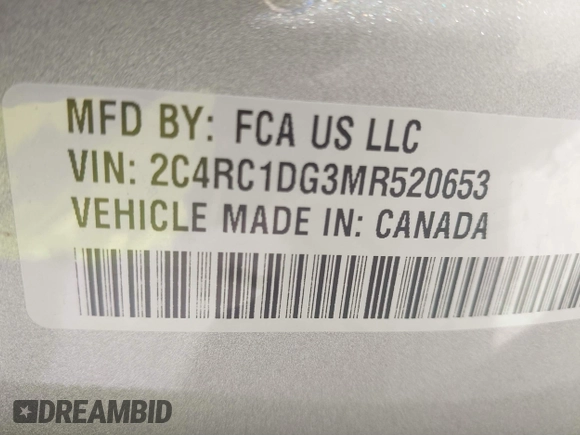 MFD BY: FCA US LLC
VIN: 2C4RC1DG3MR520653
VEHICLE MADE IN: CANADA
DREAMBID